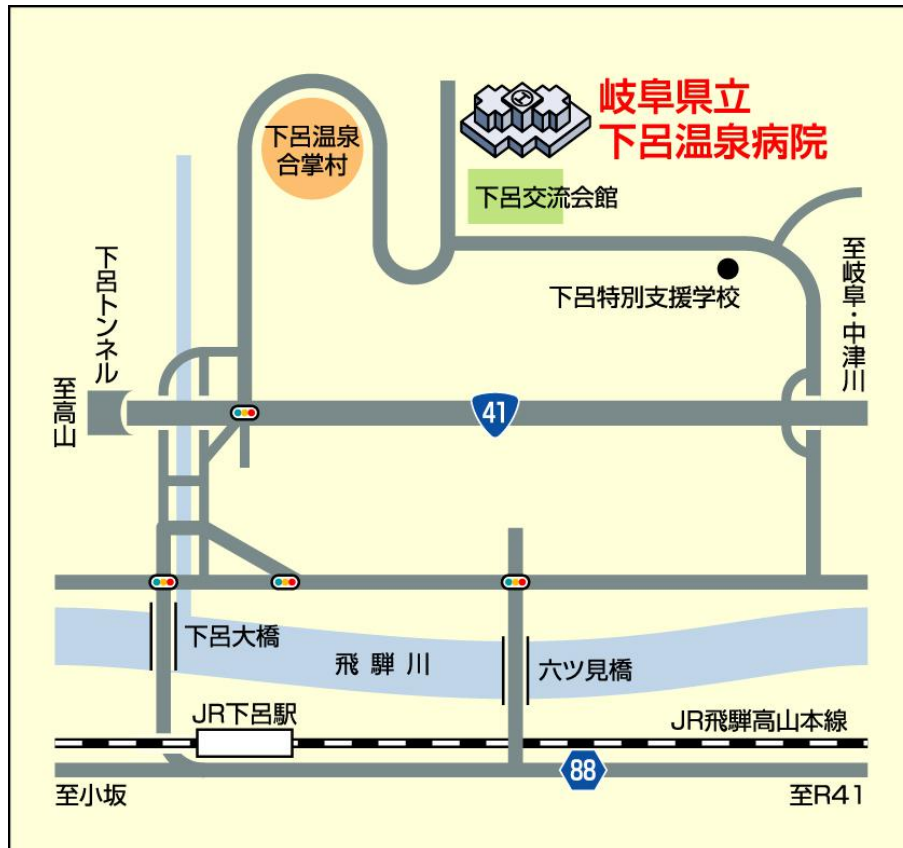 岐阜県立
下呂温泉病院
下呂温泉
合掌村
下呂交流会館
下呂特別支援学校
至岐阜・中津川
下呂トンネル
至高山
41
下呂大橋
飛騨川
六ツ見橋
JR下呂駅
JR飛騨高山本線
88
至小坂
至R41